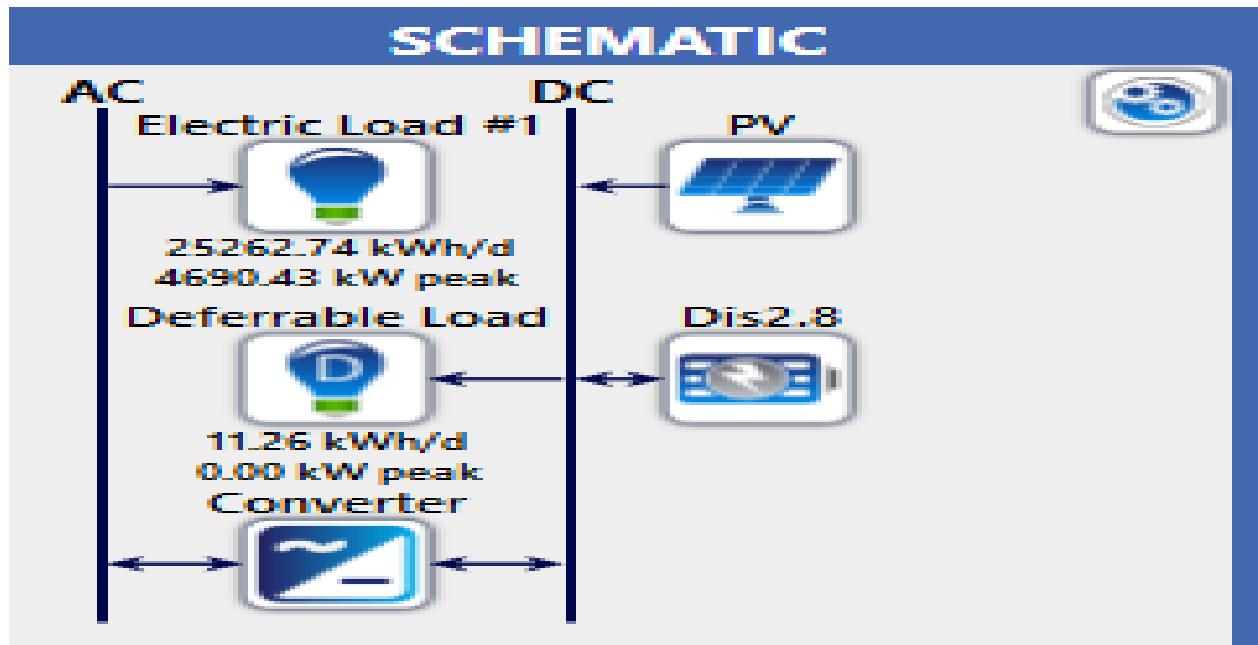 SCHEMATIC
AC DC
Electric Load #1 PV
25262.74 kWh/d
4690.43 kW peak
Deferrable Load Dis2.8
D
11.26 kWh/d
0.00 kW peak
Converter